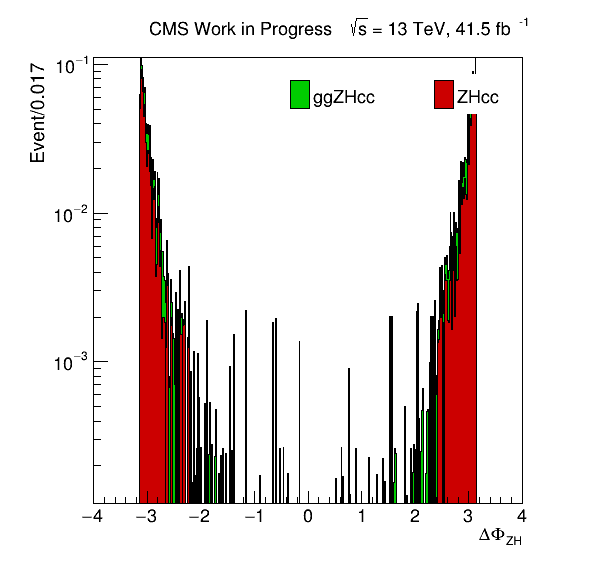 CMS Work in Progress √s = 13 TeV, 41.5 fb ⁻¹
Event/0.017
10⁻¹
10⁻²
10⁻³
ggZHcc
ZHcc
−4 −3 −2 −1 0 1 2 3 4
ΔΦ_ZH